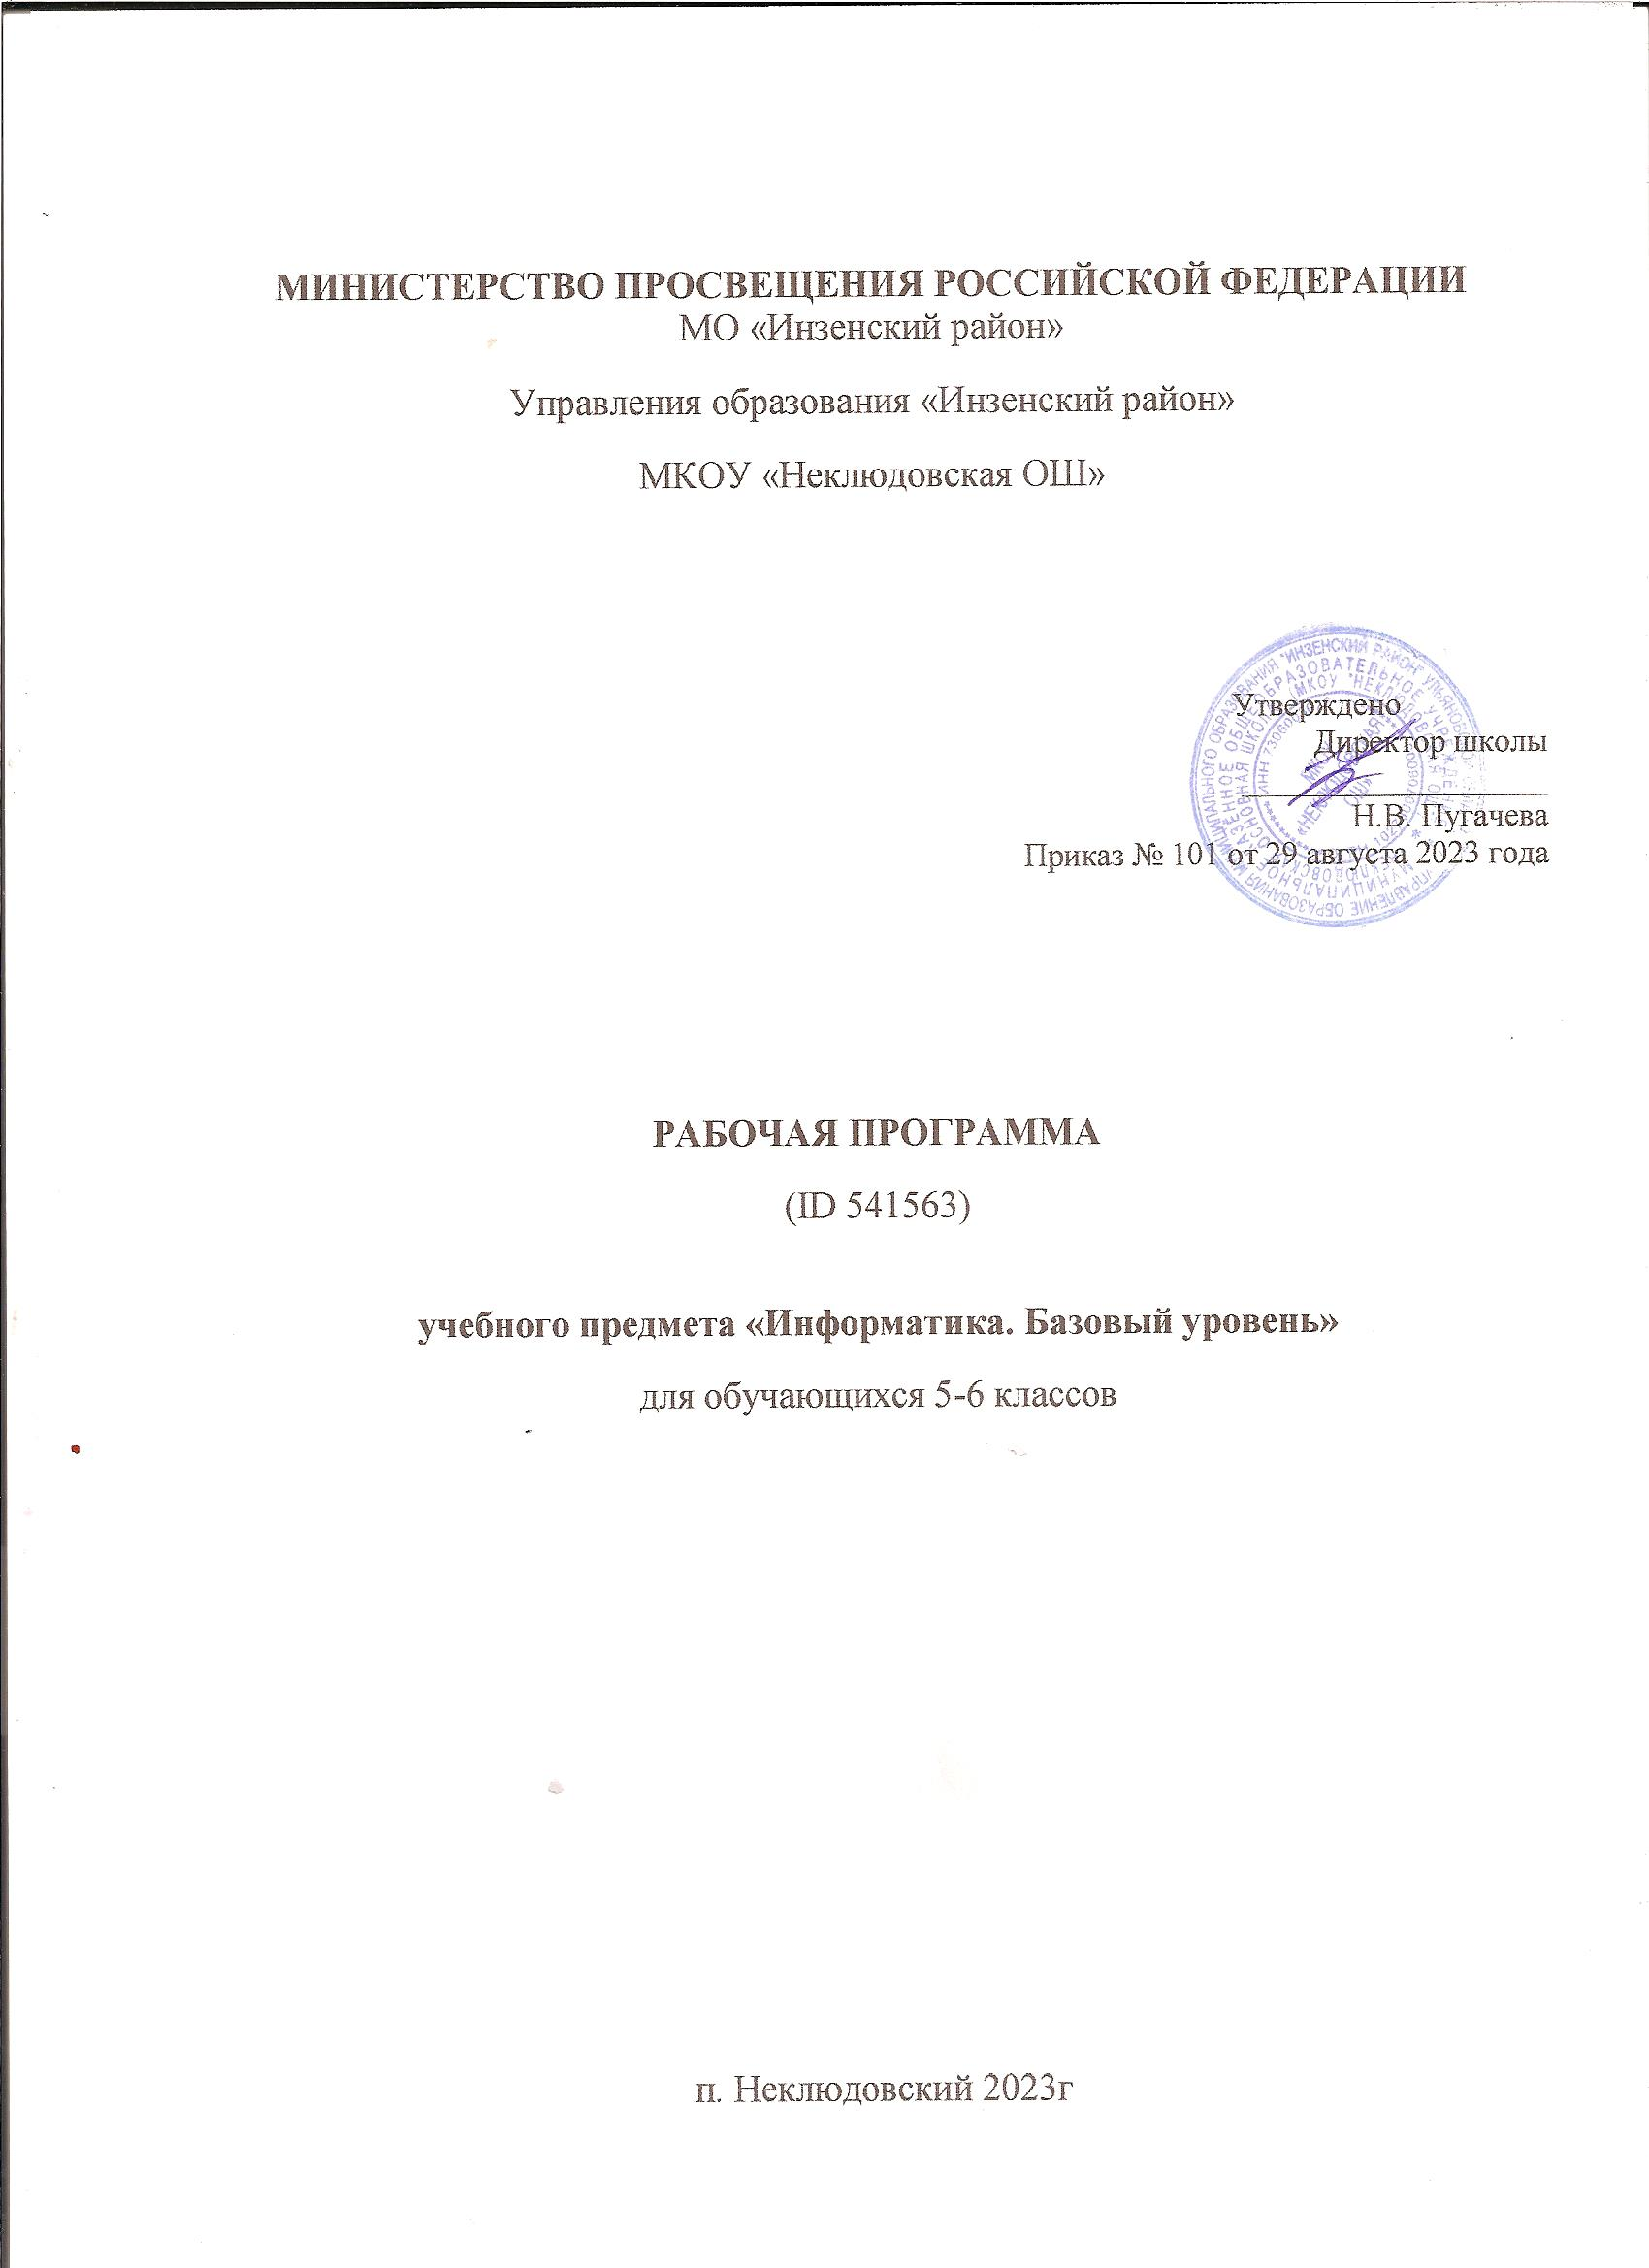 МИНИСТЕРСТВО ПРОСВЕЩЕНИЯ РОССИЙСКОЙ ФЕДЕРАЦИИ
МО «Инзенский район»
Управления образования «Инзенский район»
МКОУ «Неклюдовская ОШ»
Утверждено
Директор школы
Н.В. Пугачева
Приказ № 101 от 29 августа 2023 года
РАБОЧАЯ ПРОГРАММА
(ID 541563)
учебного предмета «Информатика. Базовый уровень»
для обучающихся 5-6 классов
п. Неклюдовский 2023г